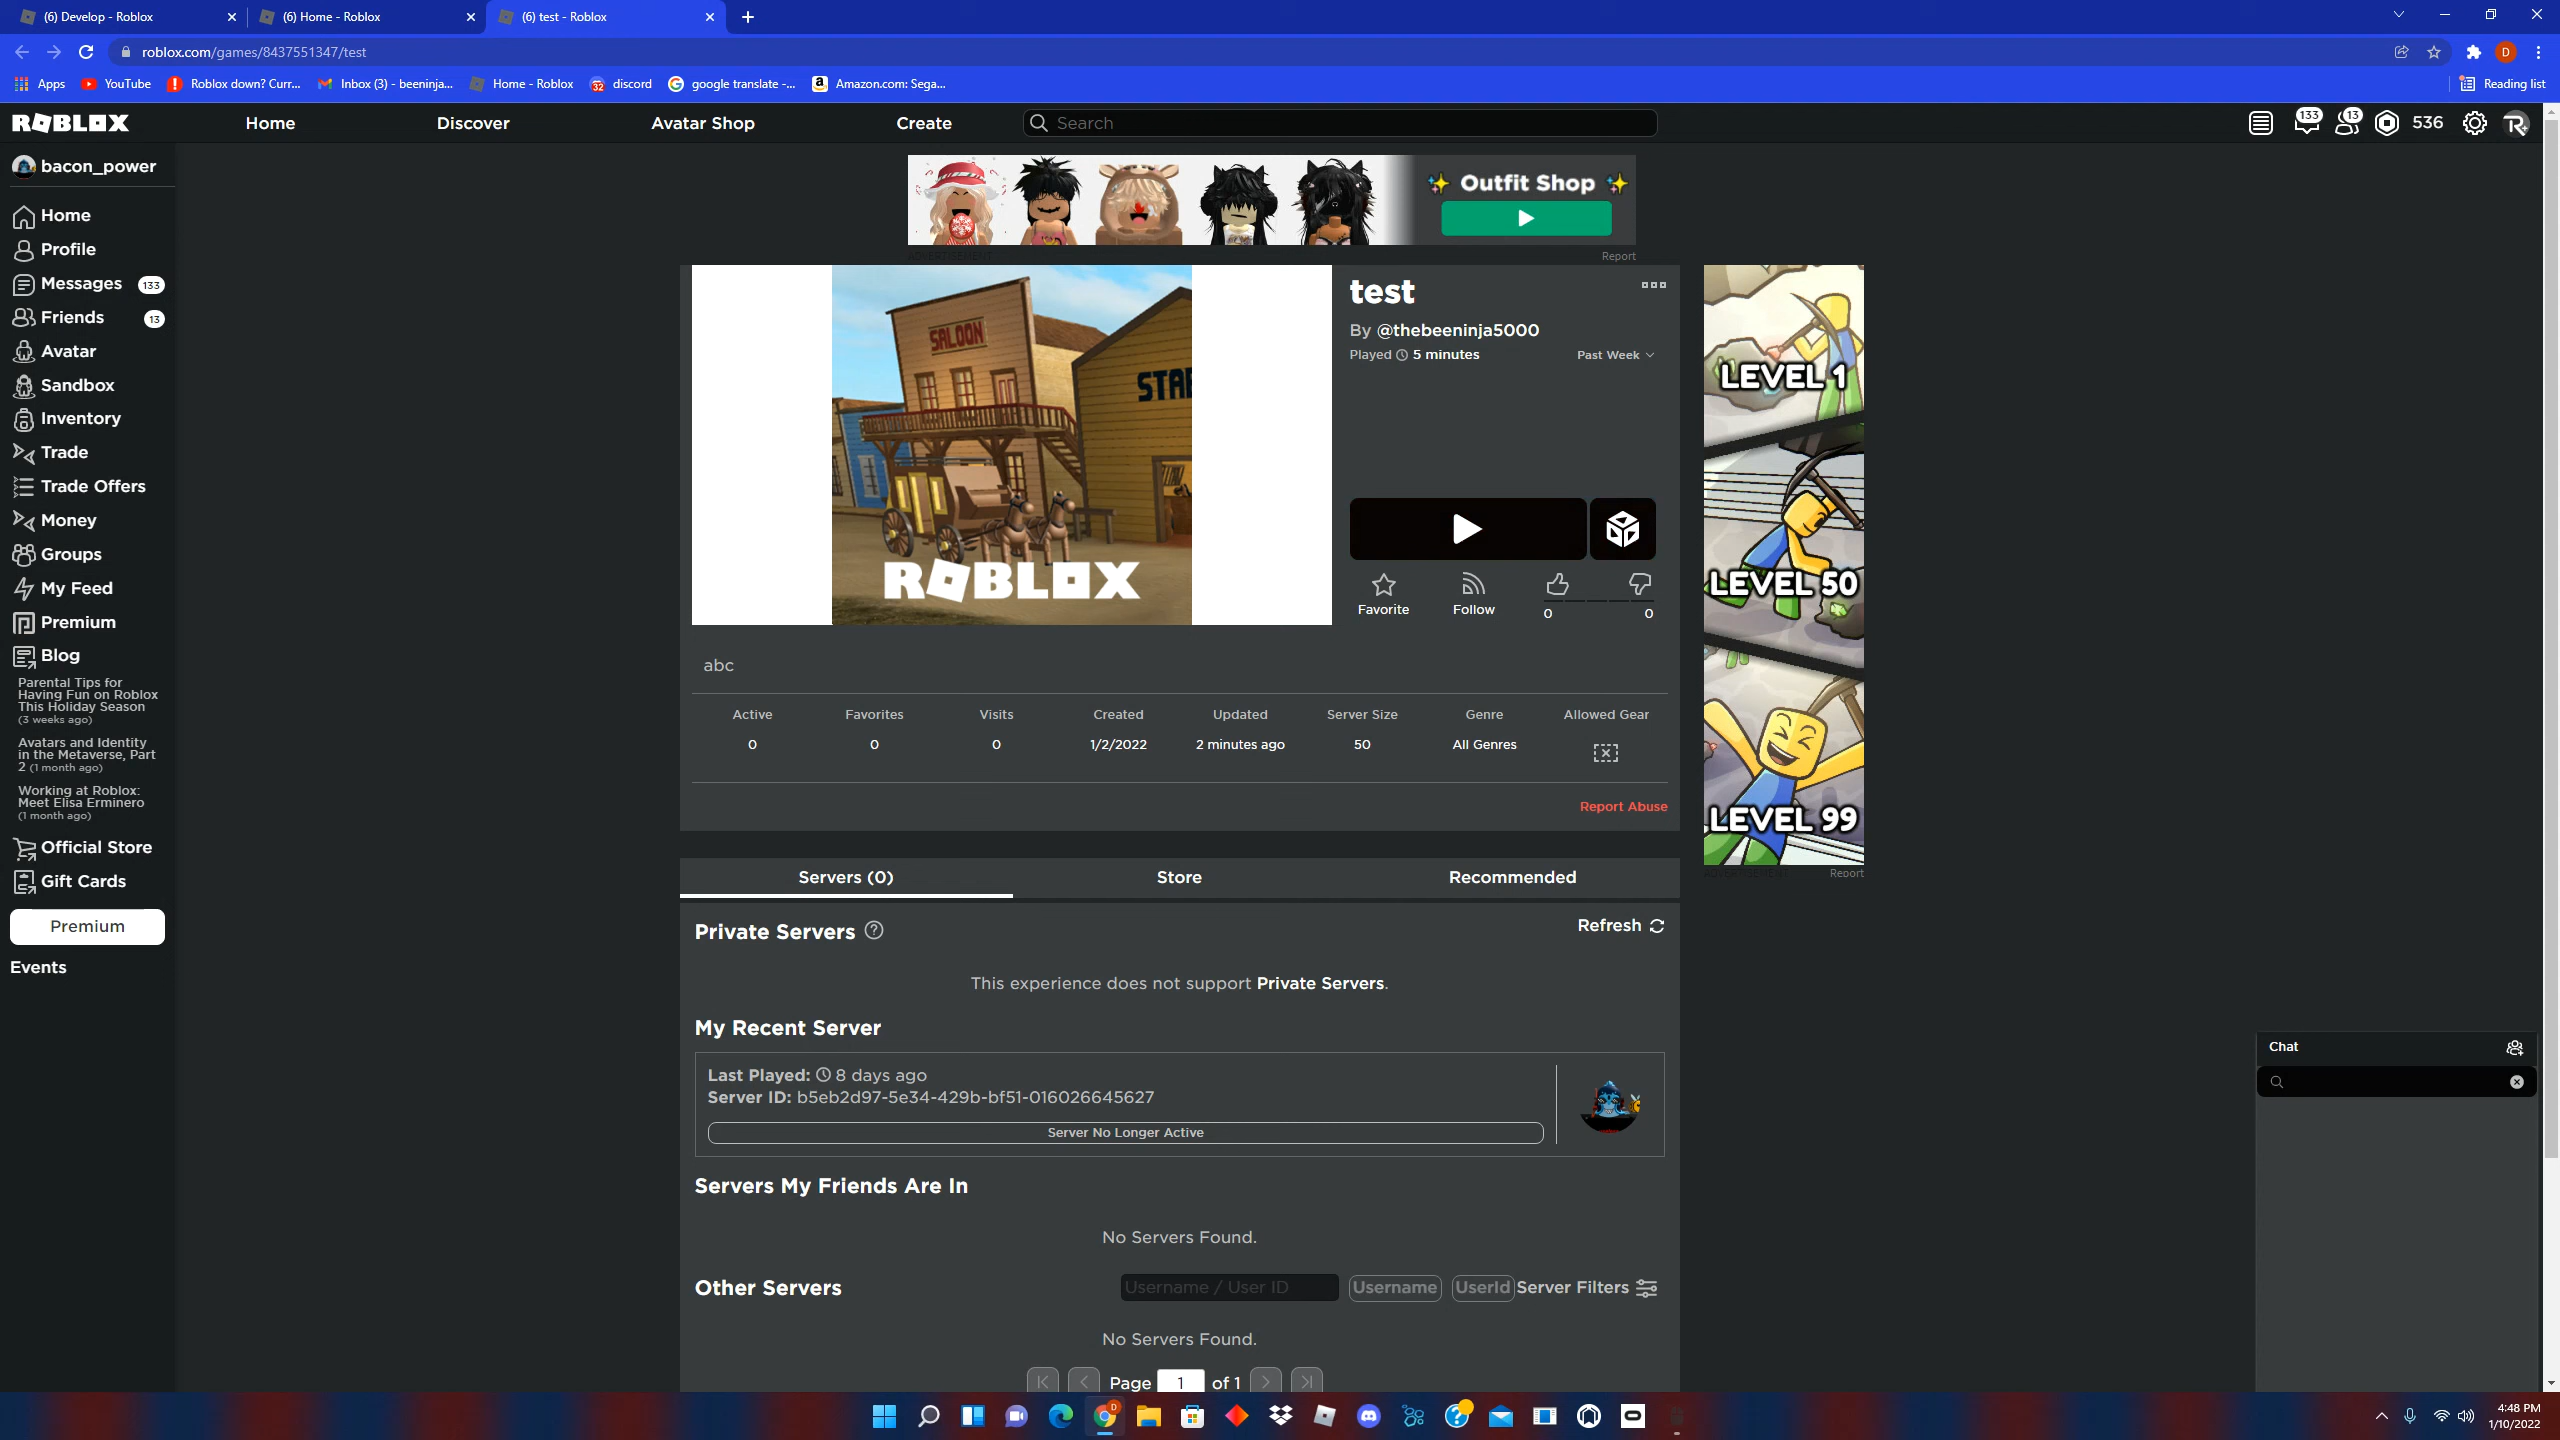 (6) Develop - Roblox
(6) Home - Roblox
(6) test - Roblox
roblox.com/games/8437551347/test
D
Apps
YouTube
Roblox down? Curr...
Inbox (3) - beeninja...
Home - Roblox
32
discord
google translate -...
Amazon.com: Sega...
Reading list
ROBLOX
Home
Discover
Avatar Shop
Create
Search
133
13
536
bacon_power
Home
Profile
Messages 133
Friends 13
Avatar
Sandbox
Inventory
Trade
Trade Offers
Money
Groups
My Feed
Premium
Blog
Parental Tips for
Having Fun on Roblox
This Holiday Season
(3 weeks ago)
Avatars and Identity
in the Metaverse, Part
2 (1 month ago)
Working at Roblox:
Meet Elisa Erminero
(1 month ago)
Official Store
Gift Cards
Premium
Events
Outfit Shop
ADVERTISEMENT
Report
SALOON
STAB
ROBLOX
test
By @thebeeninja5000
Played 5 minutes
Past Week
Favorite
Follow
0
0
abc
Active
Favorites
Visits
Created
Updated
Server Size
Genre
Allowed Gear
0
0
0
1/2/2022
2 minutes ago
50
All Genres
Report Abuse
LEVEL 1
LEVEL 50
LEVEL 99
ADVERTISEMENT
Report
Servers (0)
Store
Recommended
Private Servers
Refresh
This experience does not support Private Servers.
My Recent Server
Last Played: 8 days ago
Server ID: b5eb2d97-5e34-429b-bf51-016026645627
Server No Longer Active
Servers My Friends Are In
No Servers Found.
Other Servers
Username / User ID
Username
UserId
Server Filters
No Servers Found.
Page 1 of 1
Chat
D
4:48 PM
1/10/2022